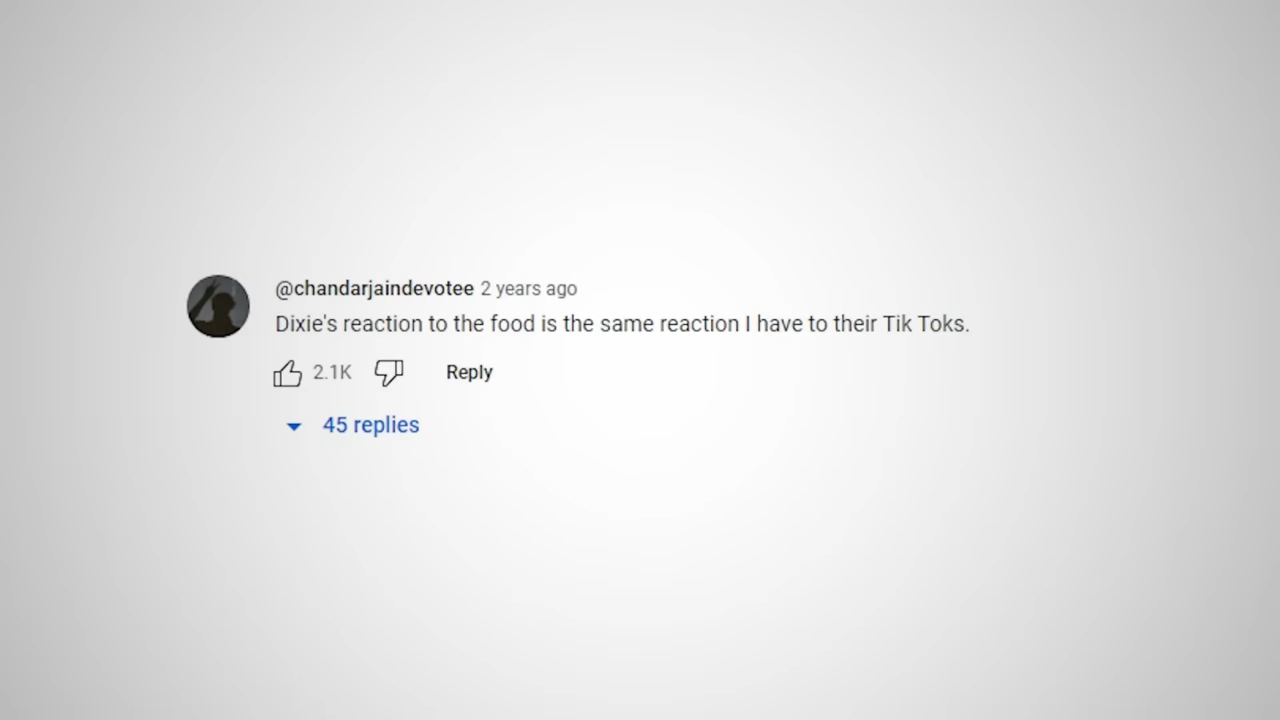 @chandarjaindevotee 2 years ago
Dixie's reaction to the food is the same reaction I have to their Tik Toks.
2.1K Reply
45 replies